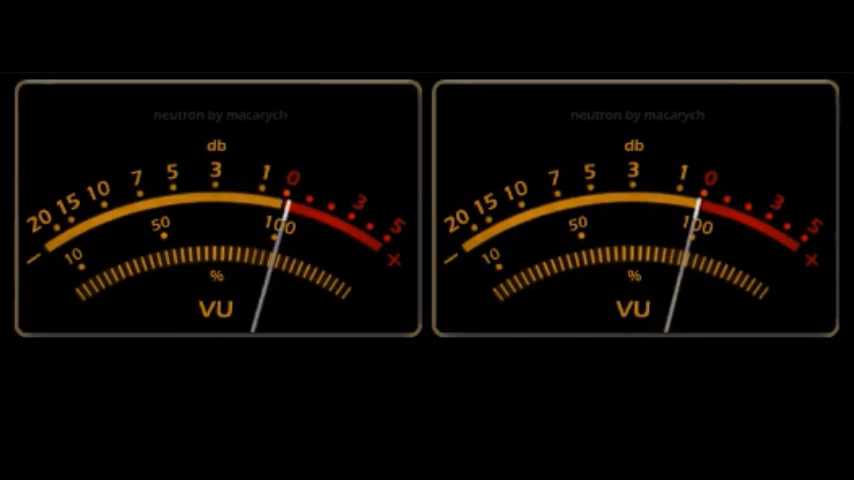 neutron by macarych
db
20 15 10 7 5 3 1 0 3 5
− +
10 50 100
%
VU
neutron by macarych
db
20 15 10 7 5 3 1 0 3 5
− +
10 50 100
%
VU